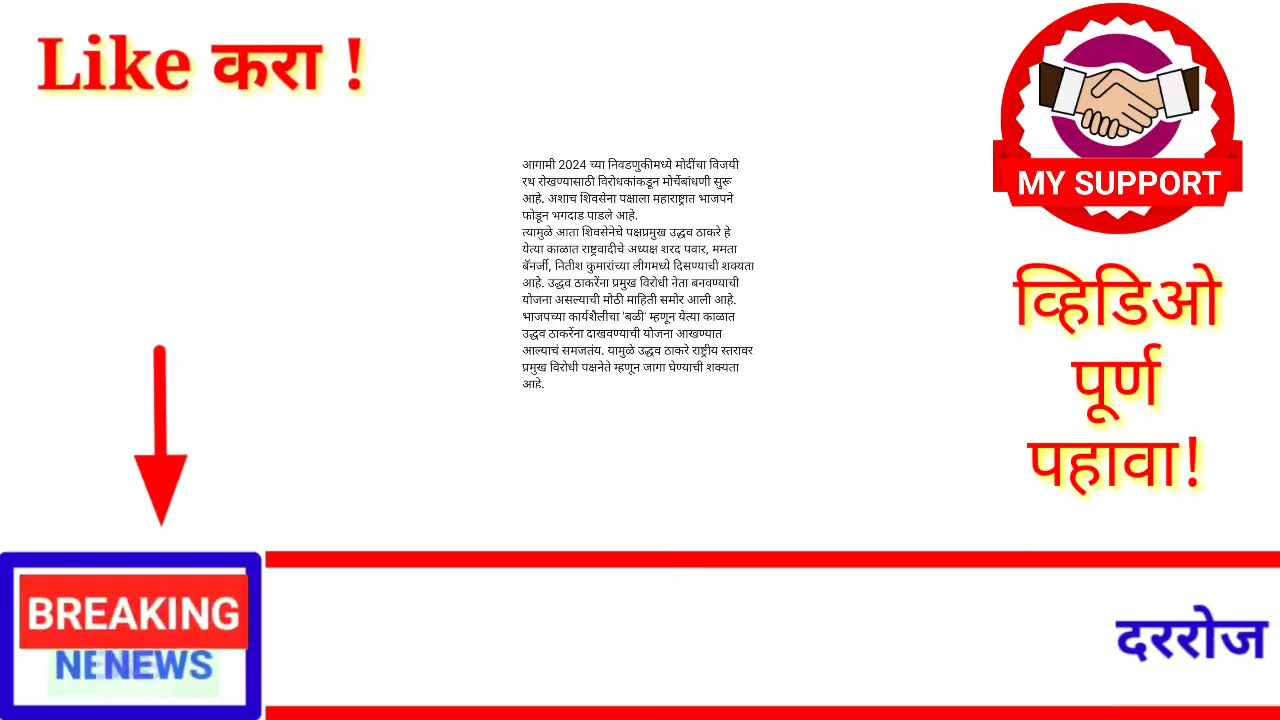 Like करा !
MY SUPPORT
आगामी 2024 च्या निवडणुकीमध्ये मोदींचा विजयी
रथ रोखण्यासाठी विरोधकांकडून मोर्चेबांधणी सुरू
आहे. अशाच शिवसेना पक्षाला महाराष्ट्रात भाजपने
फोडून भगदाड पाडले आहे.
त्यामुळे आता शिवसेनेचे पक्षप्रमुख उद्धव ठाकरे हे
येत्या काळात राष्ट्रवादीचे अध्यक्ष शरद पवार, ममता
बॅनर्जी, नितीश कुमारांच्या लीगमध्ये दिसण्याची शक्यता
आहे. उद्धव ठाकरेंना प्रमुख विरोधी नेता बनवण्याची
योजना असल्याची मोठी माहिती समोर आली आहे.
भाजपच्या कार्यशैलीचा 'बळी' म्हणून येत्या काळात
उद्धव ठाकरेंना दाखवण्याची योजना आखण्यात
आल्याचं समजतंय. यामुळे उद्धव ठाकरे राष्ट्रीय स्तरावर
प्रमुख विरोधी पक्षनेते म्हणून जागा घेण्याची शक्यता
आहे.
व्हिडिओ
पूर्ण
पहावा!
BREAKING
NENEWS
दररोज